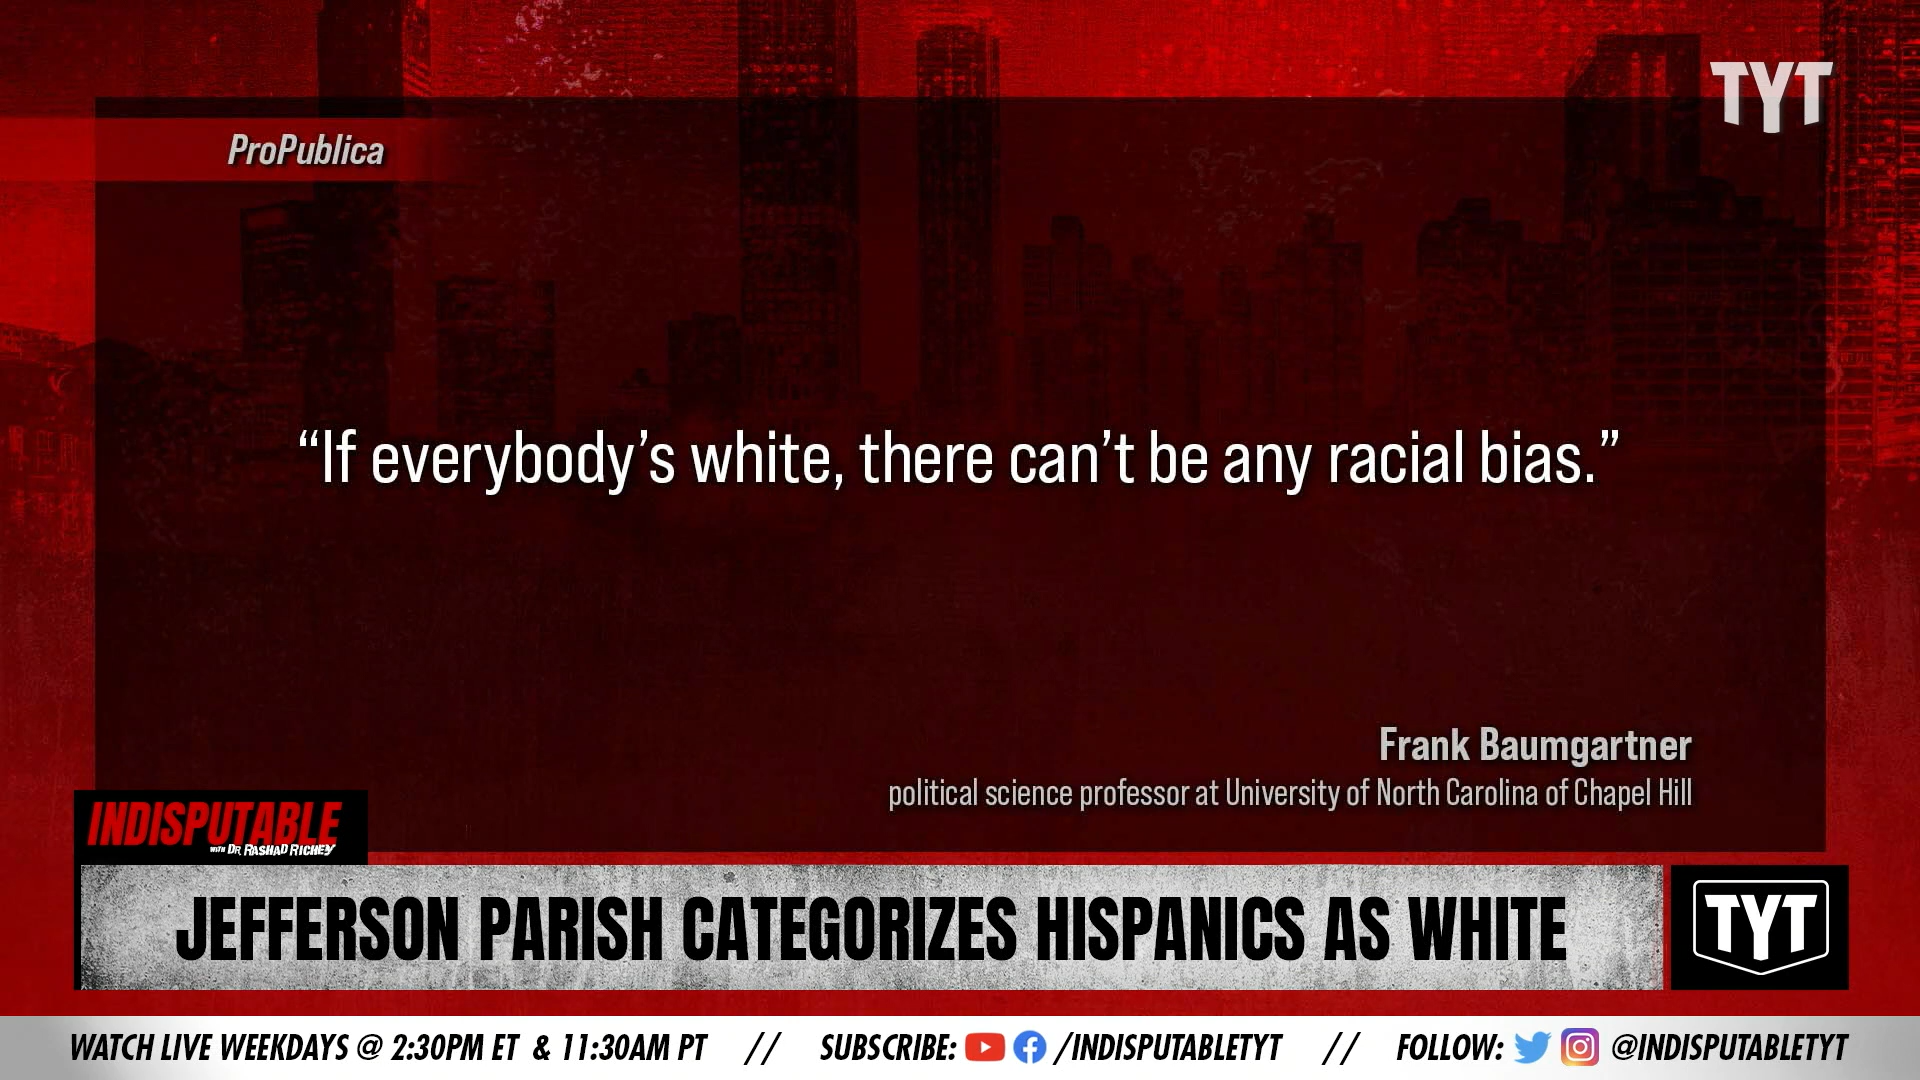 TYT
ProPublica
“If everybody’s white, there can’t be any racial bias.”
Frank Baumgartner
political science professor at University of North Carolina of Chapel Hill
INDISPUTABLE
WITH DR RASHAD RICHEY
JEFFERSON PARISH CATEGORIZES HISPANICS AS WHITE
TYT
WATCH LIVE WEEKDAYS @ 2:30PM ET & 11:30AM PT // SUBSCRIBE: /INDISPUTABLETYT // FOLLOW: @INDISPUTABLETYT